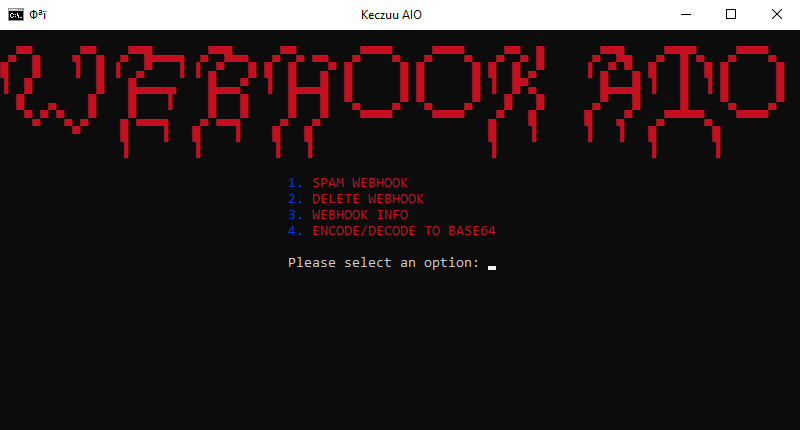 Фªï
Keczuu AIO
WEBHOOK AIO
1. SPAM WEBHOOK
2. DELETE WEBHOOK
3. WEBHOOK INFO
4. ENCODE/DECODE TO BASE64
Please select an option: